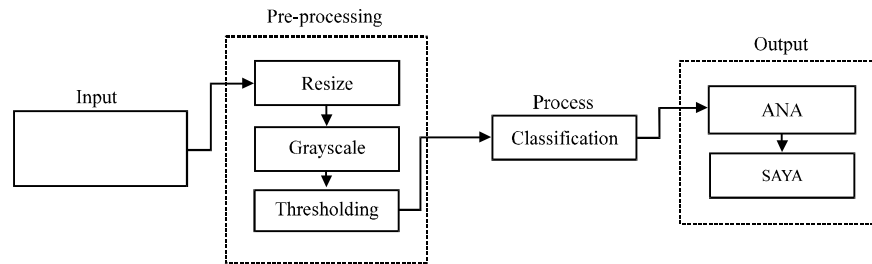 Input
Pre-processing
Resize
Grayscale
Thresholding
Process
Classification
Output
ANA
SAYA